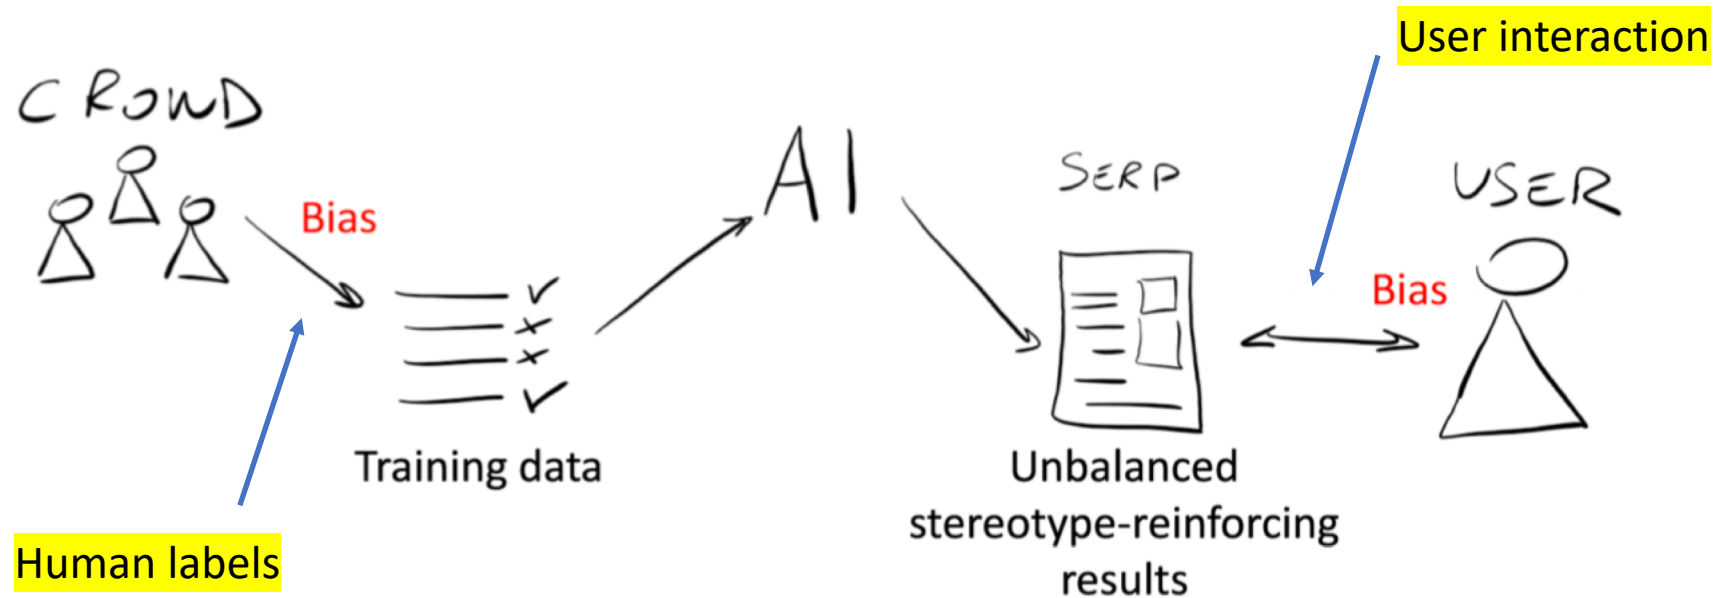 CROWD
Bias
Training data
Human labels
AI
SERP
Unbalanced
stereotype-reinforcing
results
User interaction
USER
Bias